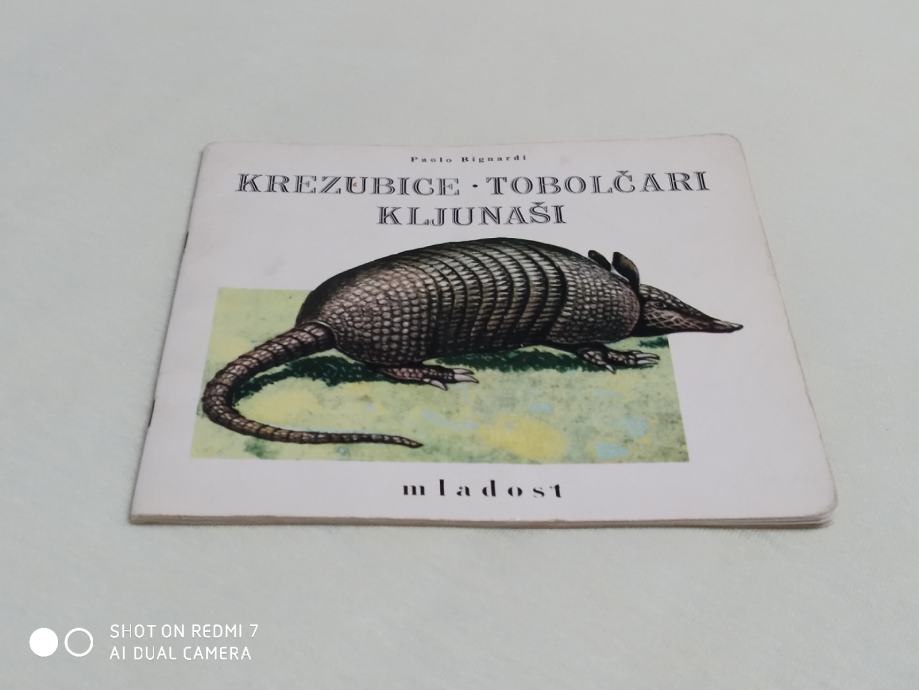 Paolo Bignardi
KREZUBICE · TOBOLČARI
KLJUNAŠI
mladost
SHOT ON REDMI 7
AI DUAL CAMERA